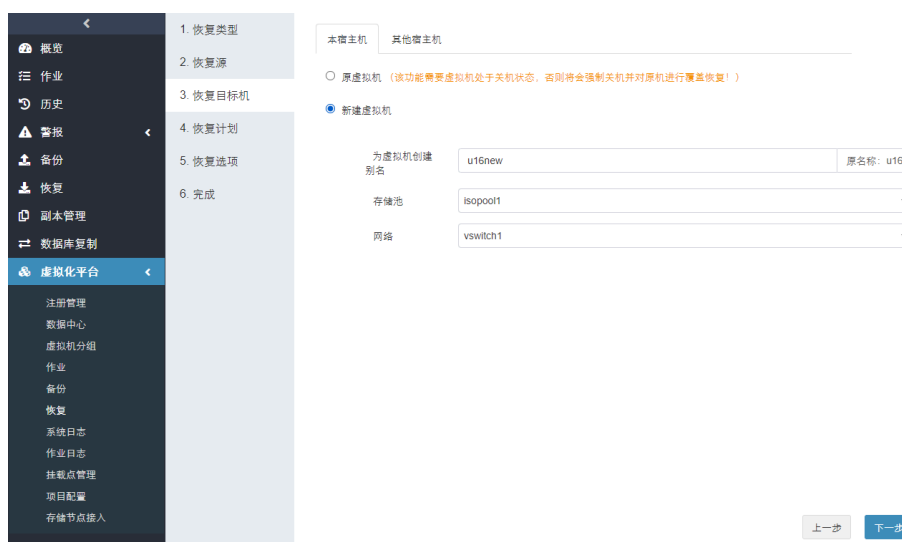 概览
作业
历史
警报
备份
恢复
副本管理
数据库复制
虚拟化平台
注册管理
数据中心
虚拟机分组
作业
备份
恢复
系统日志
作业日志
挂载点管理
项目配置
存储节点接入
1. 恢复类型
2. 恢复源
3. 恢复目标机
4. 恢复计划
5. 恢复选项
6. 完成
本宿主机 其他宿主机
原虚拟机 （该功能需要虚拟机处于关机状态，否则将会强制关机并对原机进行覆盖恢复！）
新建虚拟机
为虚拟机创建
别名
u16new 原名称：u16
存储池 isopool1
网络 vswitch1
上一步 下一步